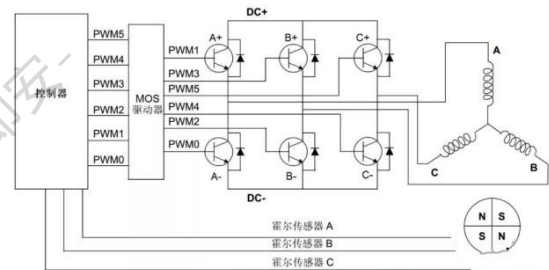 DC+
PWM5
PWM4
PWM3
PWM2
PWM1
PWM0
控制器
MOS
驱动器
PWM1
PWM3
PWM5
PWM4
PWM2
PWM0
A+
B+
C+
A-
B-
C-
DC-
A
B
C
N S
S N
霍尔传感器 A
霍尔传感器 B
霍尔传感器 C